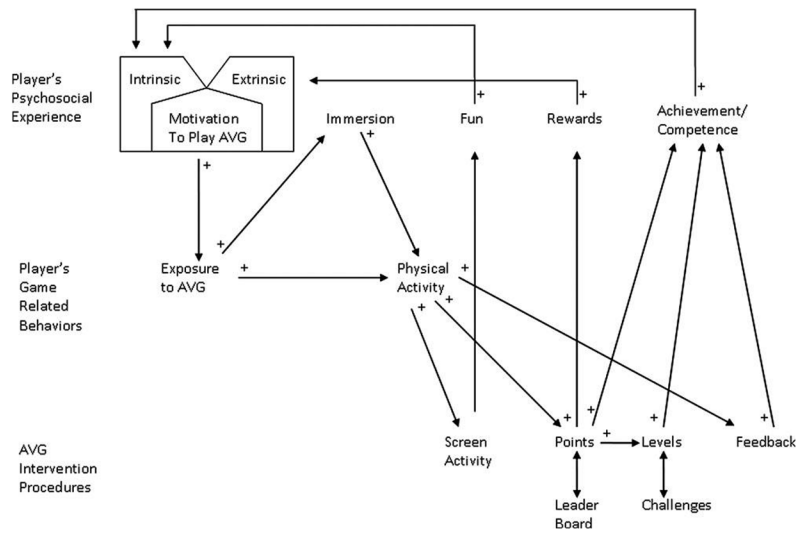 Player's
Psychosocial
Experience
Intrinsic
Extrinsic
Motivation
To Play AVG
Immersion
Fun
Rewards
Achievement/
Competence
+
+
+
+
+
+
Player's
Game
Related
Behaviors
Exposure
to AVG
+
Physical
Activity
+
+
+
+
AVG
Intervention
Procedures
Screen
Activity
Points
+
+
+
Levels
+
Feedback
+
Leader
Board
Challenges